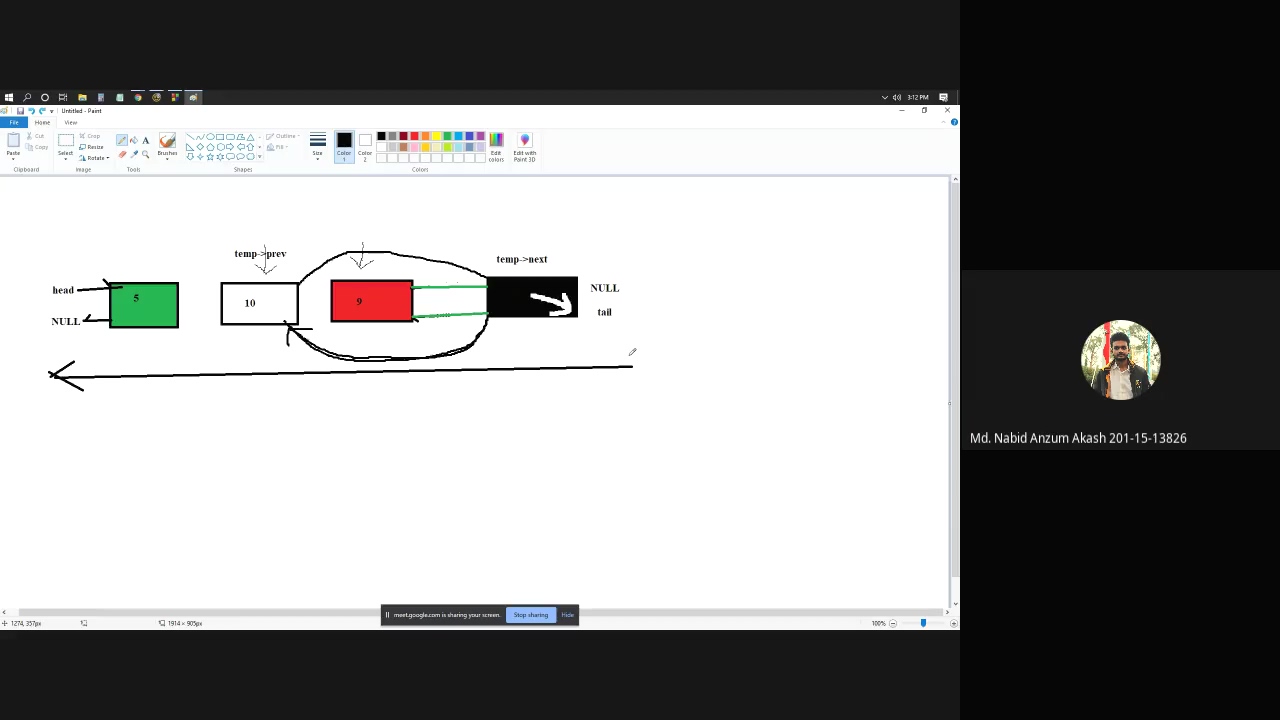 3:12 PM
Untitled - Paint
File Home View
Paste
Cut
Copy
Clipboard
Select
Crop
Resize
Rotate
Image
A
Tools
Brushes
Shapes
Outline
Fill
Size
Color 1
Color 2
Colors
Edit colors
Edit with Paint 3D
temp->prev
temp->next
head
5
10
9
NULL
NULL
tail
meet.google.com is sharing your screen. Stop sharing Hide
1274, 357px
1914 × 905px
100%
Md. Nabid Anzum Akash 201-15-13826